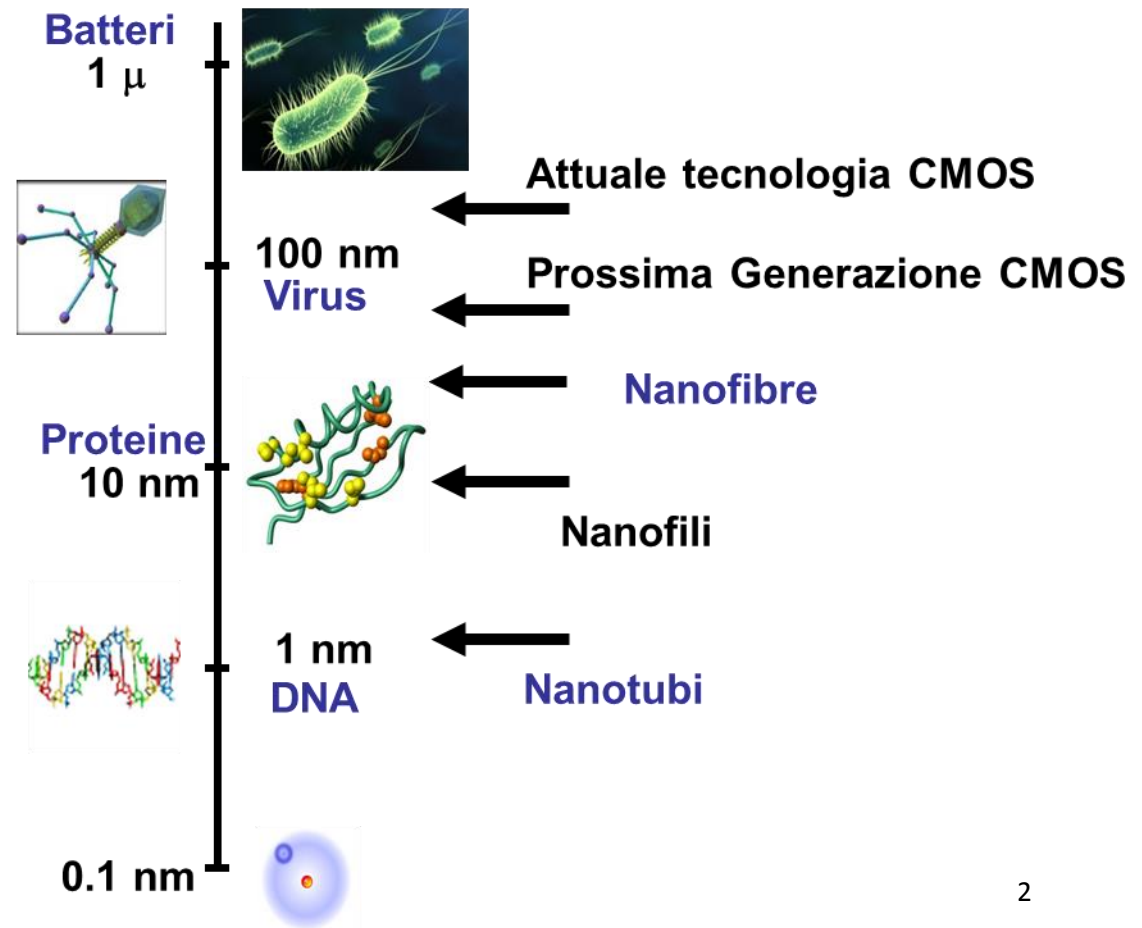 Batteri
1 μ
Attuale tecnologia CMOS
100 nm
Virus
Prossima Generazione CMOS
Nanofibre
Proteine
10 nm
Nanofili
1 nm
DNA
Nanotubi
0.1 nm
2